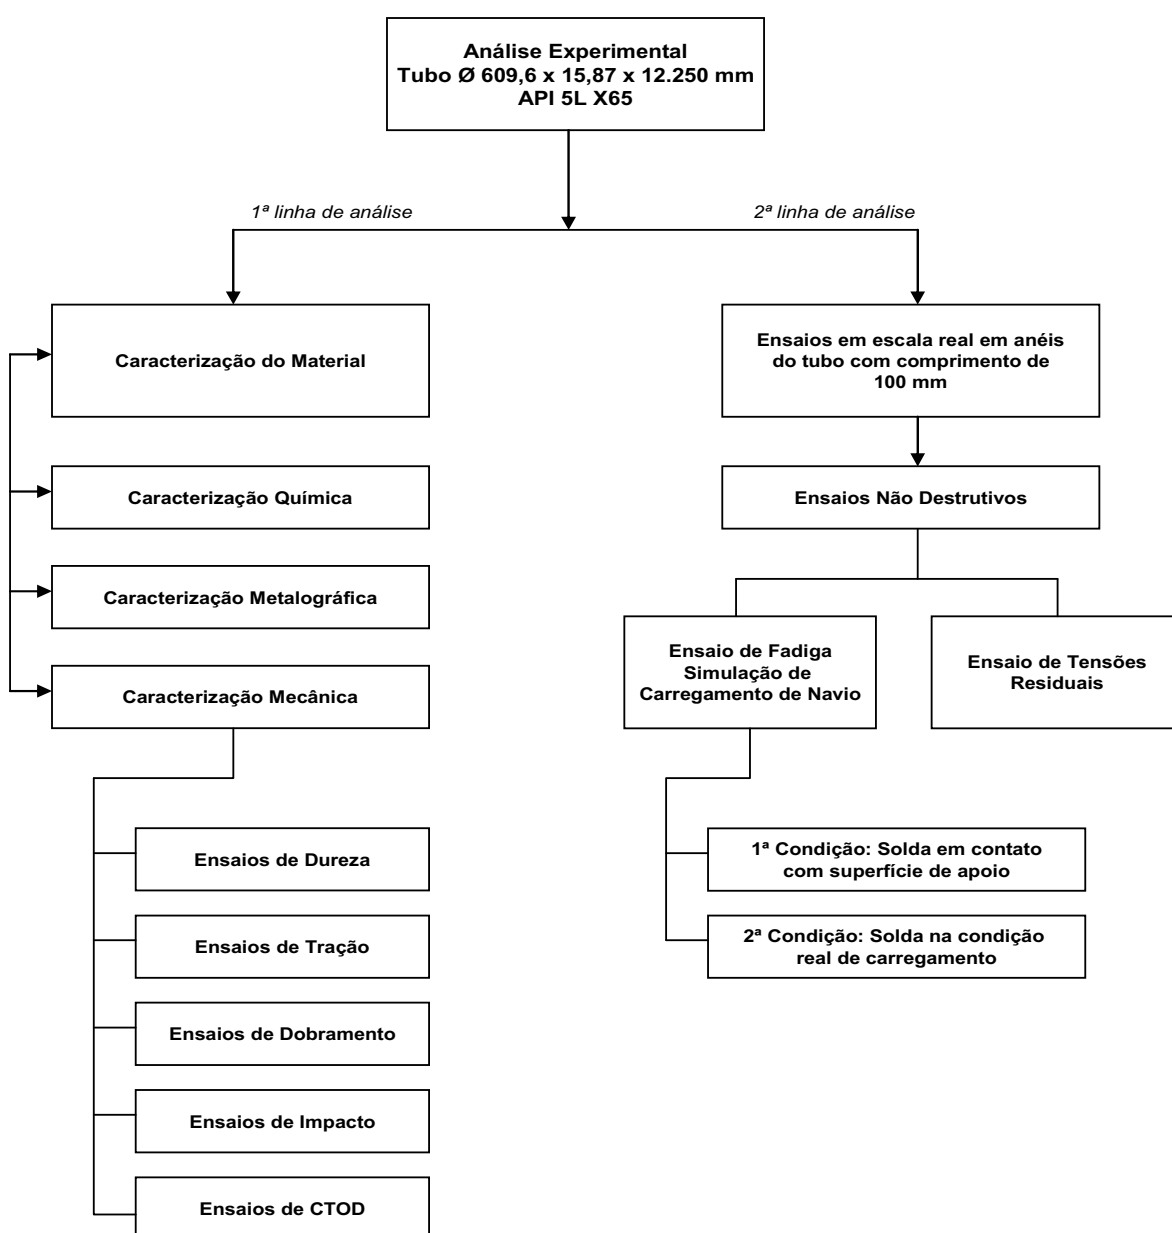 Análise Experimental
Tubo Ø 609,6 x 15,87 x 12.250 mm
API 5L X65
1ª linha de análise
2ª linha de análise
Caracterização do Material
Caracterização Química
Caracterização Metalográfica
Caracterização Mecânica
Ensaios de Dureza
Ensaios de Tração
Ensaios de Dobramento
Ensaios de Impacto
Ensaios de CTOD
Ensaios em escala real em anéis
do tubo com comprimento de
100 mm
Ensaios Não Destrutivos
Ensaio de Fadiga
Simulação de
Carregamento de Navio
Ensaio de Tensões
Residuais
1ª Condição: Solda em contato
com superfície de apoio
2ª Condição: Solda na condição
real de carregamento